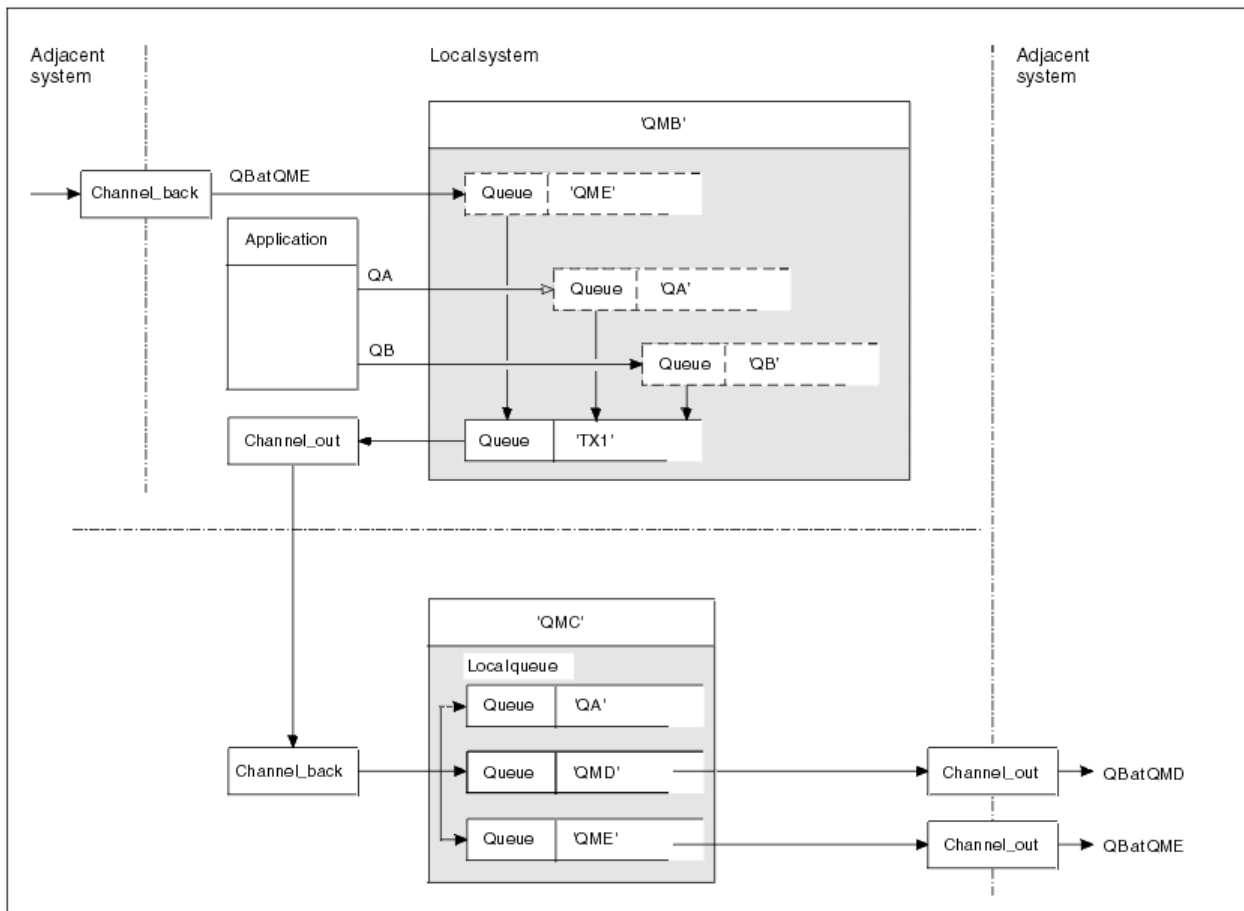 Adjacent
system
Localsystem
Adjacent
system
'QMB'
QBatQME
Channel_back
Queue 'QME'
Application
QA
Queue 'QA'
QB
Queue 'QB'
Channel_out
Queue 'TX1'
'QMC'
Localqueue
Queue 'QA'
Channel_back
Queue 'QMD'
Channel_out
QBatQMD
Queue 'QME'
Channel_out
QBatQME